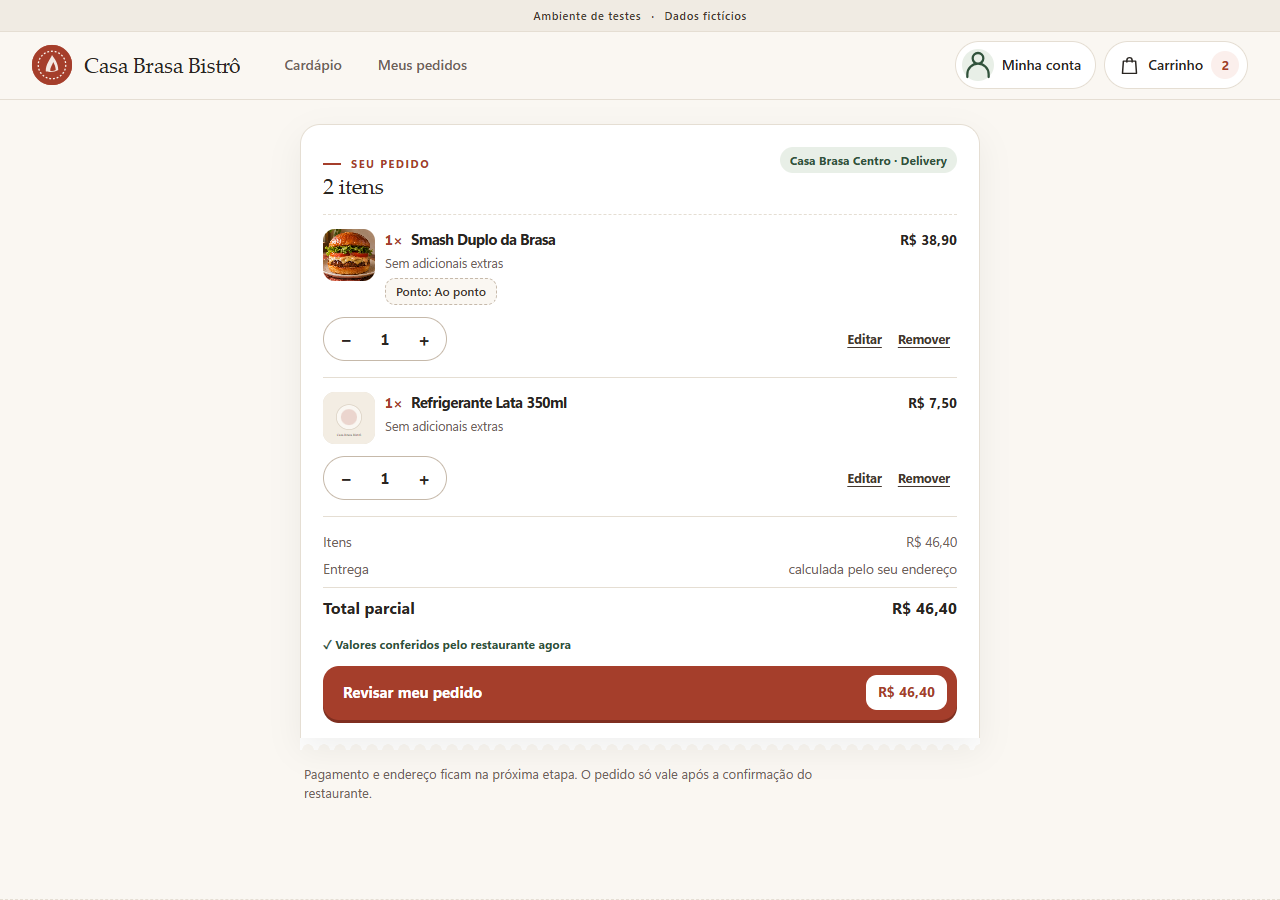 Ambiente de testes · Dados fictícios
Casa Brasa Bistrô
Cardápio
Meus pedidos
Minha conta
Carrinho 2
SEU PEDIDO
Casa Brasa Centro · Delivery
2 itens
1× Smash Duplo da Brasa R$ 38,90
Sem adicionais extras
Ponto: Ao ponto
− 1 +
Editar Remover
1× Refrigerante Lata 350ml R$ 7,50
Sem adicionais extras
− 1 +
Editar Remover
Itens R$ 46,40
Entrega calculada pelo seu endereço
Total parcial R$ 46,40
✓ Valores conferidos pelo restaurante agora
Revisar meu pedido R$ 46,40
Pagamento e endereço ficam na próxima etapa. O pedido só vale após a confirmação do
restaurante.